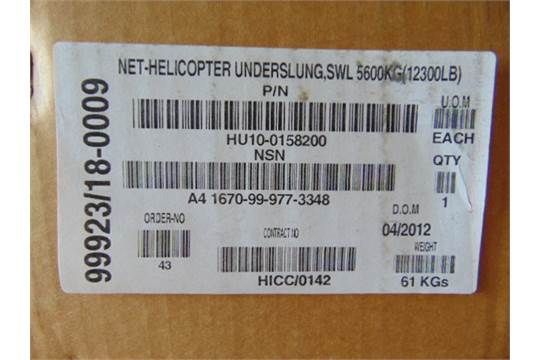 99923/18-0009
NET-HELICOPTER UNDERSLUNG,SWL 5600KG(12300LB)
P/N
U.O.M
HU10-0158200
EACH
NSN
QTY
A4 1670-99-977-3348
1
ORDER-NO
D.O.M
CONTRACT NO
04/2012
43
WEIGHT
HICC/0142
61 KGs